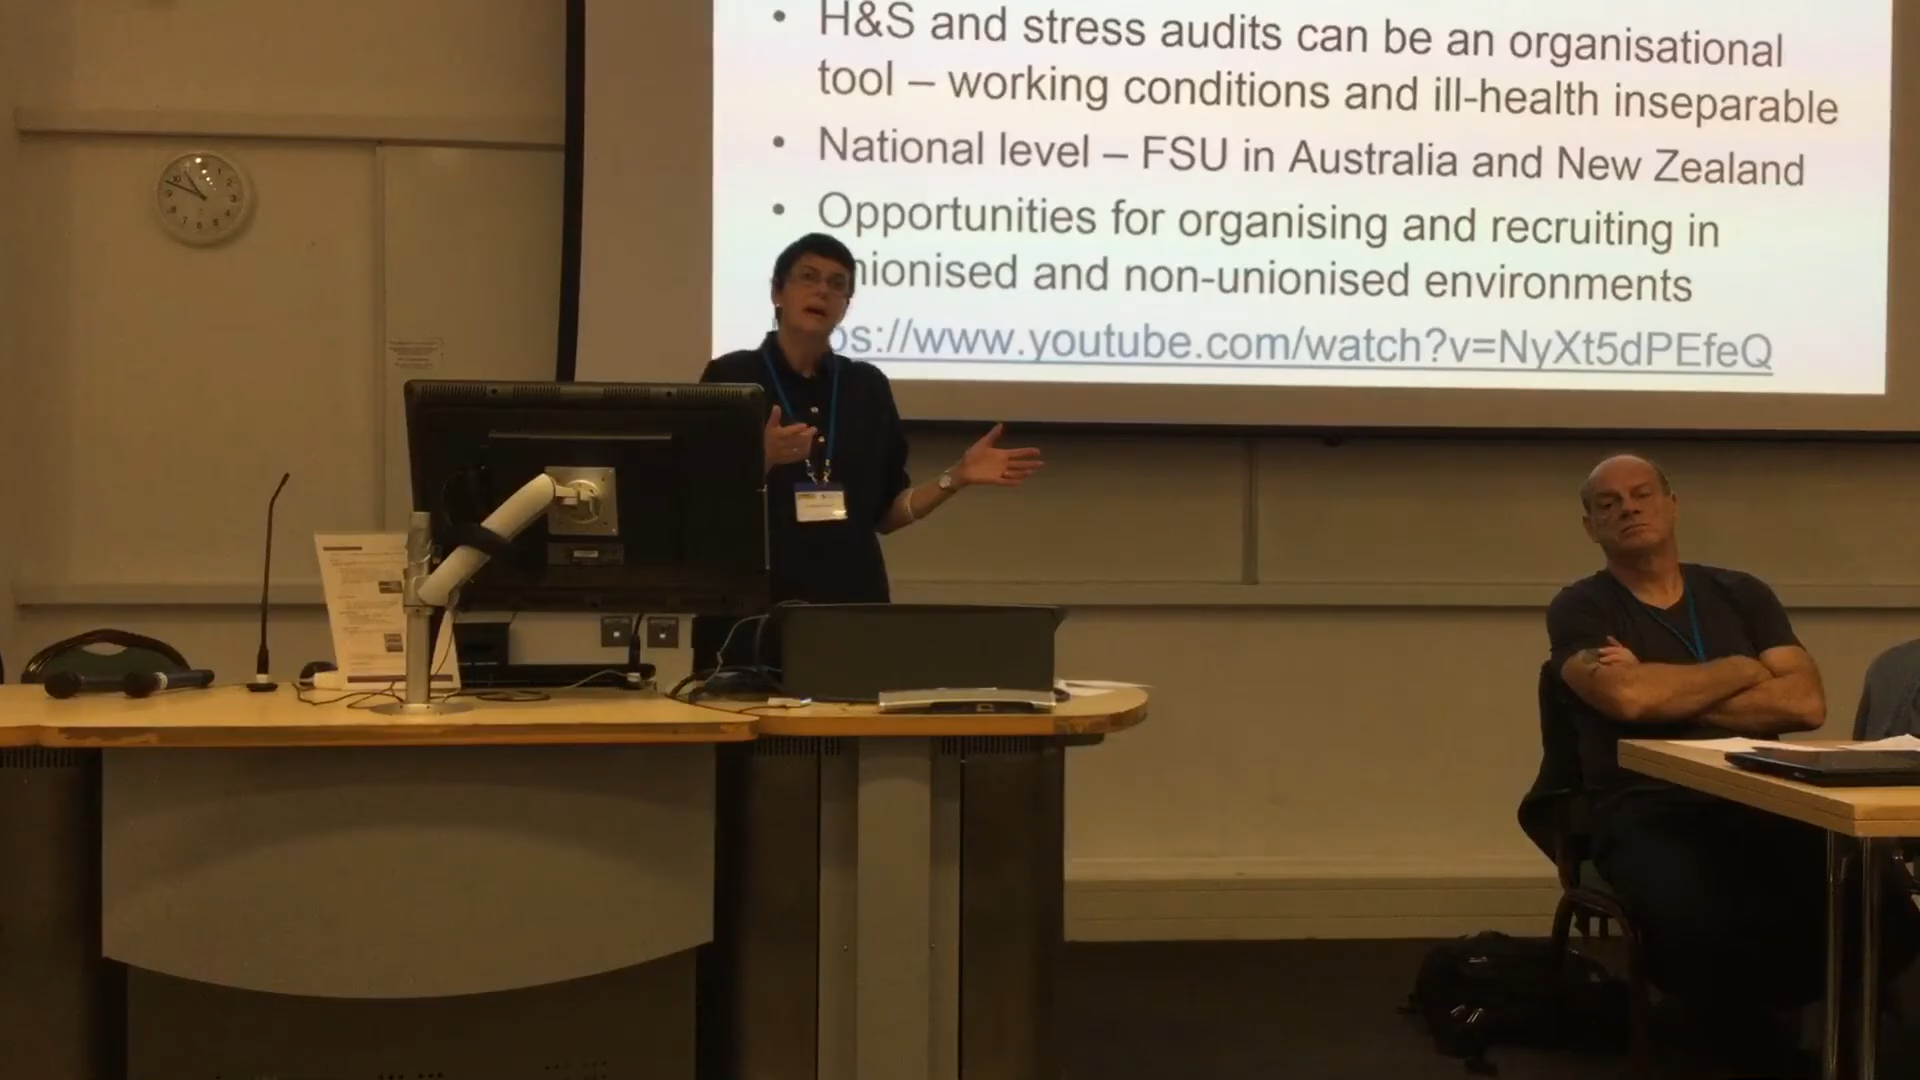 • H&S and stress audits can be an organisational
tool – working conditions and ill-health inseparable
• National level – FSU in Australia and New Zealand
• Opportunities for organising and recruiting in
nionised and non-unionised environments
ps://www.youtube.com/watch?v=NyXt5dPEfeQ